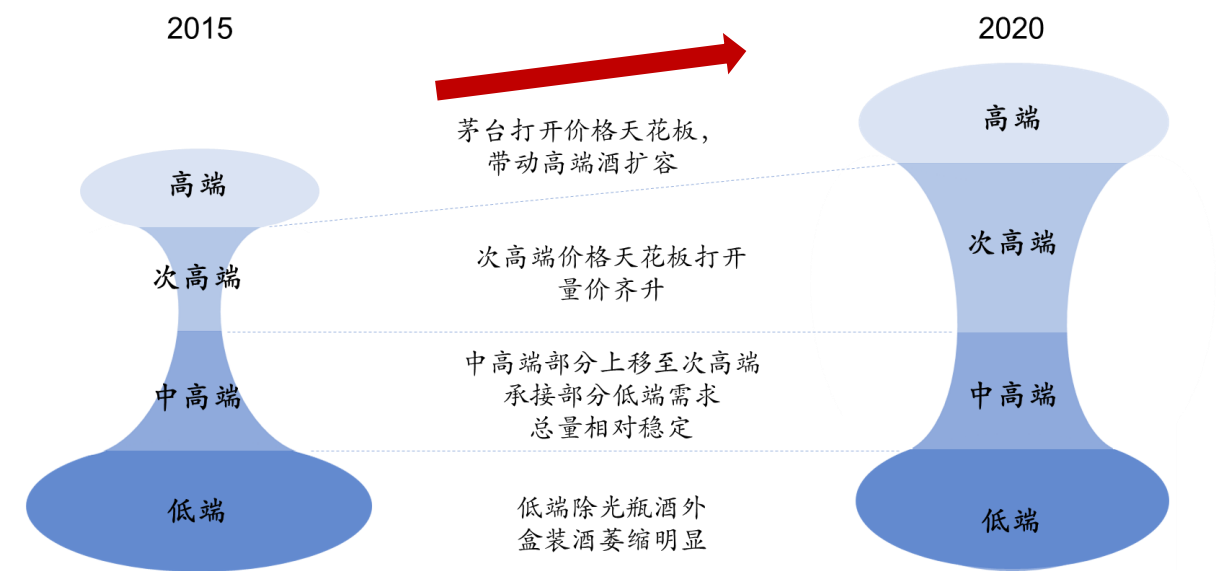 2015
2020
茅台打开价格天花板，
带动高端酒扩容
高端
高端
次高端
次高端
次高端价格天花板打开
量价齐升
中高端
中高端
中高端部分上移至次高端
承接部分低端需求
总量相对稳定
低端
低端
低端除光瓶酒外
盒装酒萎缩明显